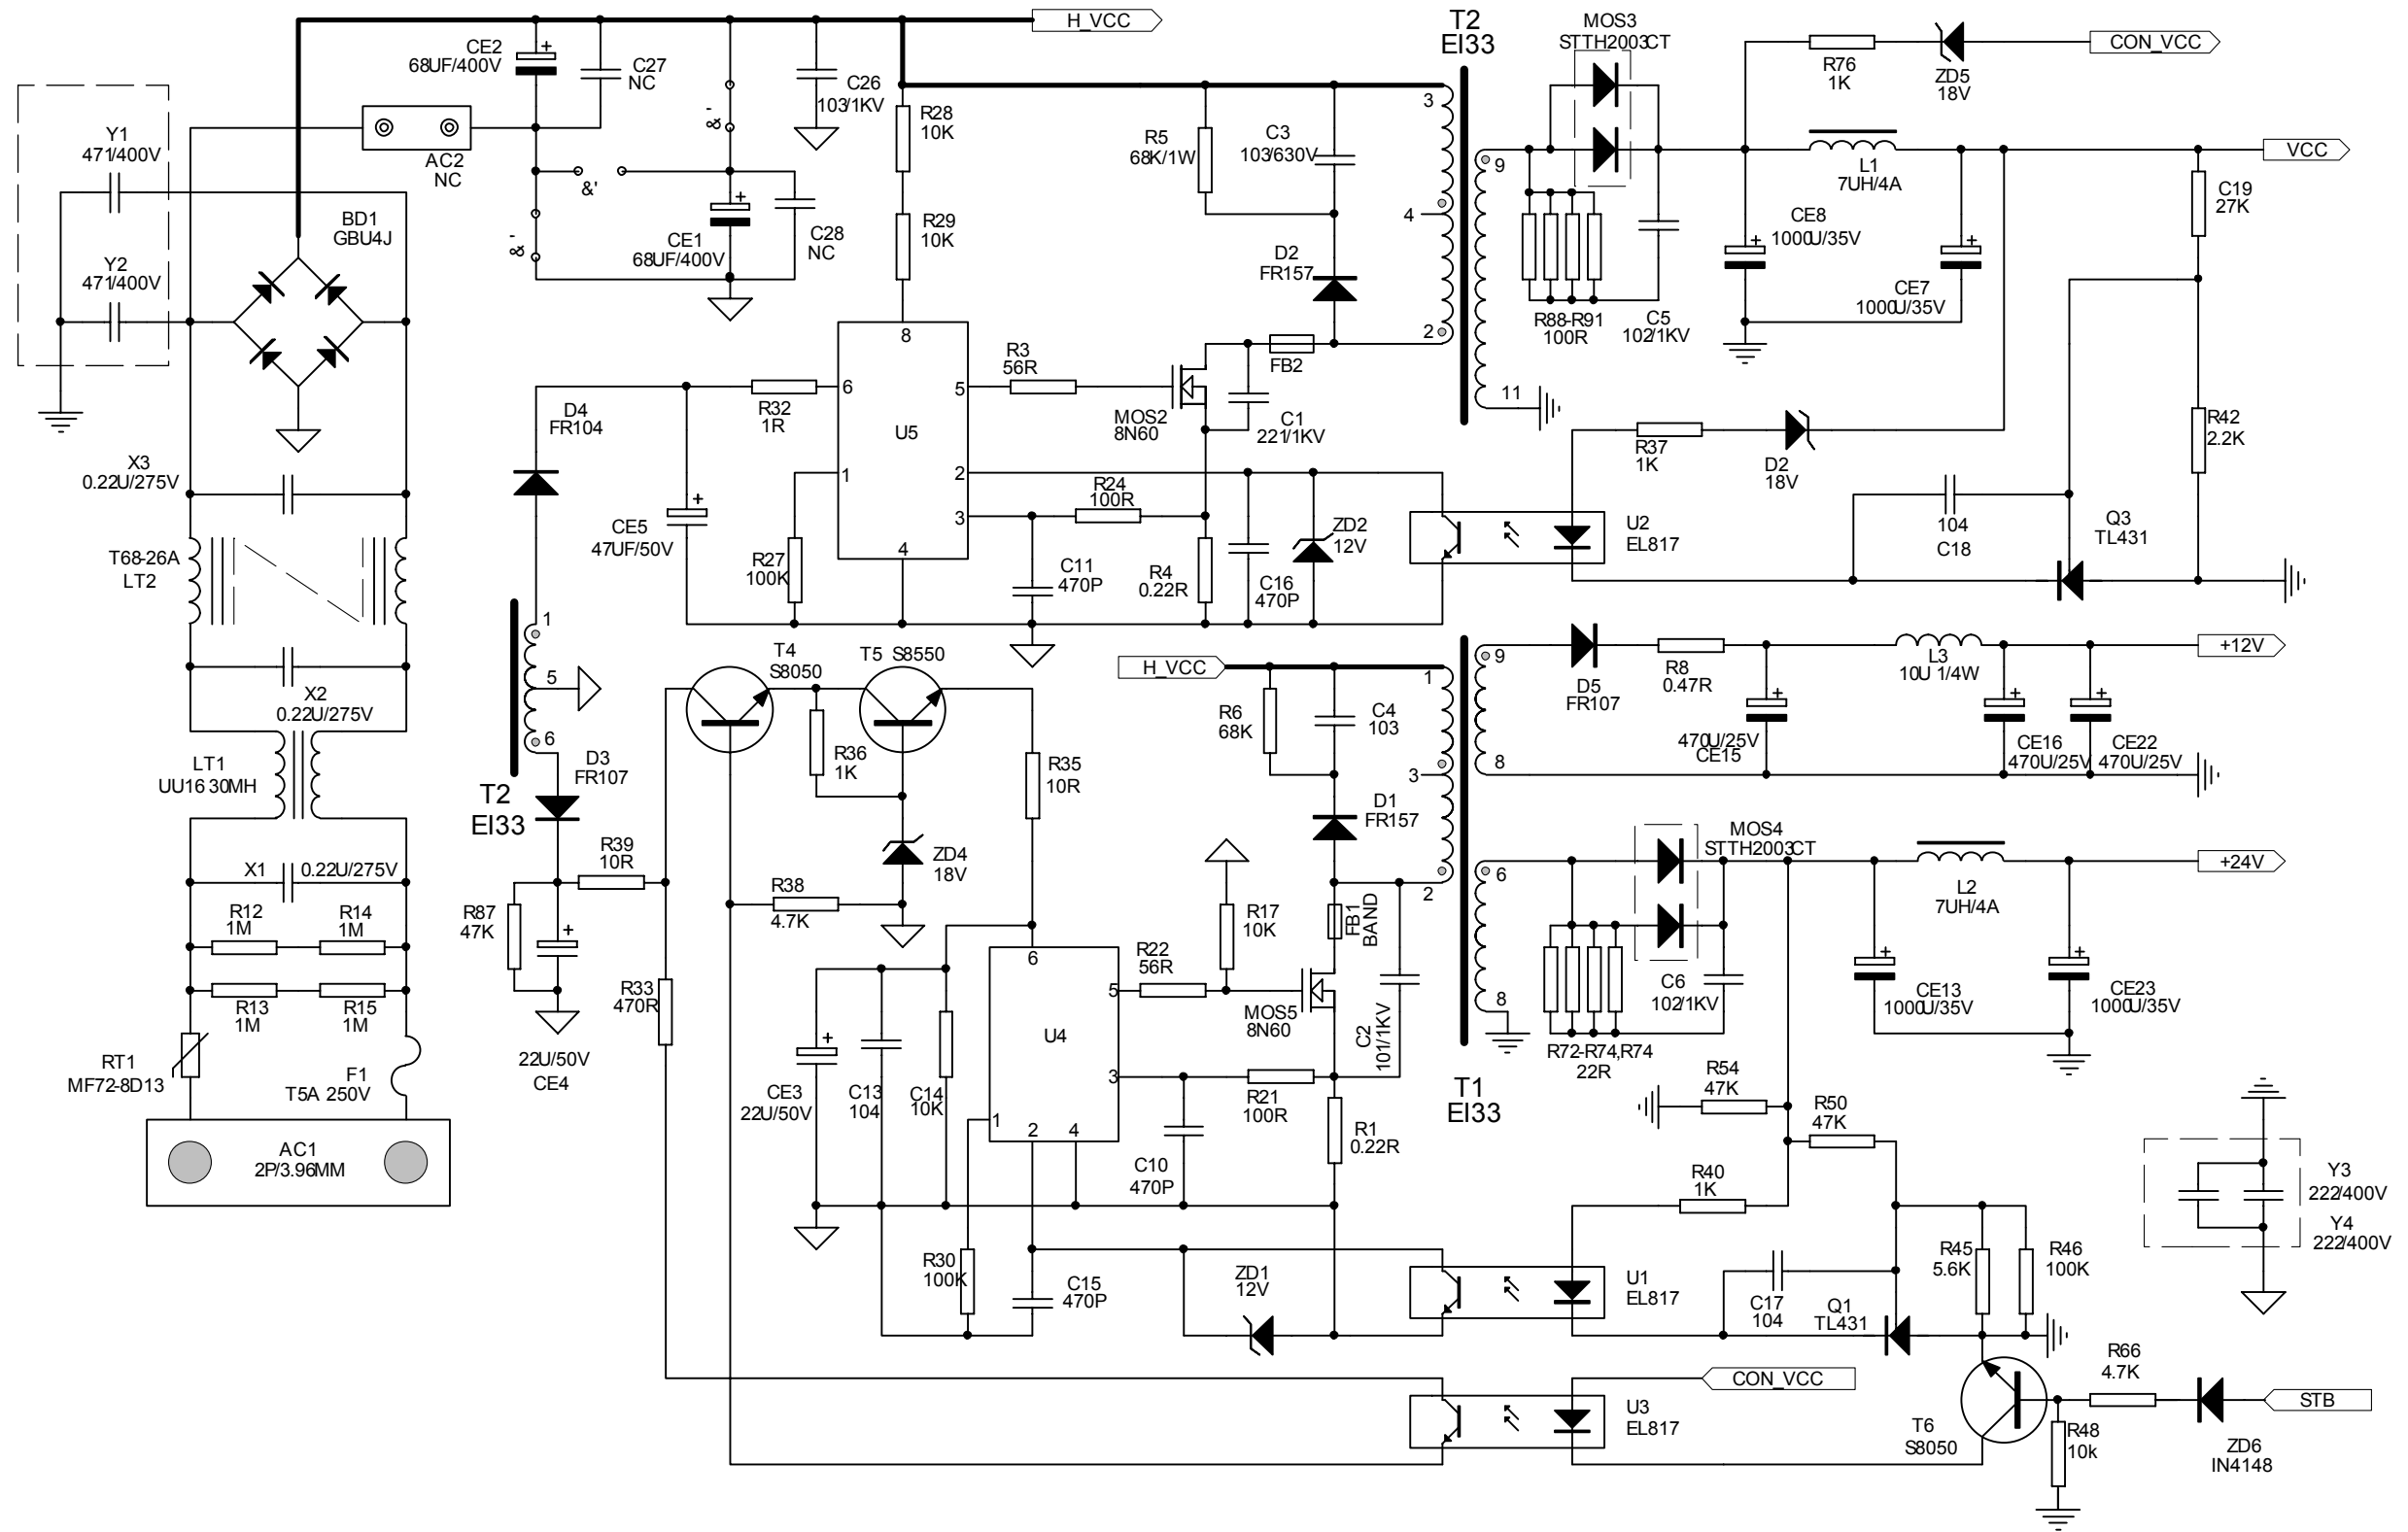 H_VCC
CE2
68UF/400V
C27
NC
C26
103/1KV
T2
EI33
MOS3
STTH2003CT
R76
1K
ZD5
18V
CON_VCC
Y1
471/400V
AC2
NC
&'
&'
&'
R28
10K
R5
68K/1W
C3
103/630V
3
4
2
9
11
L1
7UH/4A
VCC
C19
27K
BD1
GBU4J
Y2
471/400V
CE1
68UF/400V
C28
NC
R29
10K
D2
FR157
CE8
1000U/35V
CE7
1000U/35V
R88-R91
100R
C5
102/1KV
FB2
8
6
5
1
2
3
4
U5
R3
56R
R32
1R
D4
FR104
MOS2
8N60
C1
221/1KV
R37
1K
D2
18V
R42
2.2K
X3
0.22U/275V
CE5
47UF/50V
R27
100K
R24
100R
C11
470P
R4
0.22R
C16
470P
ZD2
12V
U2
EL817
104
C18
Q3
TL431
T68-26A
LT2
1
5
6
T4
S8050
T5 S8550
H_VCC
1
3
2
9
8
D5
FR107
R8
0.47R
L3
10U 1/4W
+12V
470U/25V
CE15
CE16
470U/25V
CE22
470U/25V
X2
0.22U/275V
LT1
UU16 30MH
D3
FR107
T2
EI33
R36
1K
R35
10R
R6
68K
C4
103
D1
FR157
ZD4
18V
R39
10R
R38
4.7K
MOS4
STTH2003CT
+24V
L2
7UH/4A
X1 0.22U/275V
R12
1M
R14
1M
R13
1M
R15
1M
R87
47K
R17
10K
FB1
BAND
6
8
C6
102/1KV
CE13
1000U/35V
CE23
1000U/35V
R33
470R
22U/50V
CE4
6
5
3
1
2
4
U4
R22
56R
MOS5
8N60
C2
101/1KV
R72-R74,R74
22R
RT1
MF72-8D13
F1
T5A 250V
CE3
22U/50V
C13
104
C14
10K
R21
100R
T1
EI33
R54
47K
R50
47K
AC1
2P/3.96MM
C10
470P
R1
0.22R
R40
1K
Y3
222/400V
Y4
222/400V
R30
100K
C15
470P
ZD1
12V
U1
EL817
C17
104
Q1
TL431
R45
5.6K
R46
100K
CON_VCC
U3
EL817
T6
S8050
R66
4.7K
R48
10k
STB
ZD6
IN4148